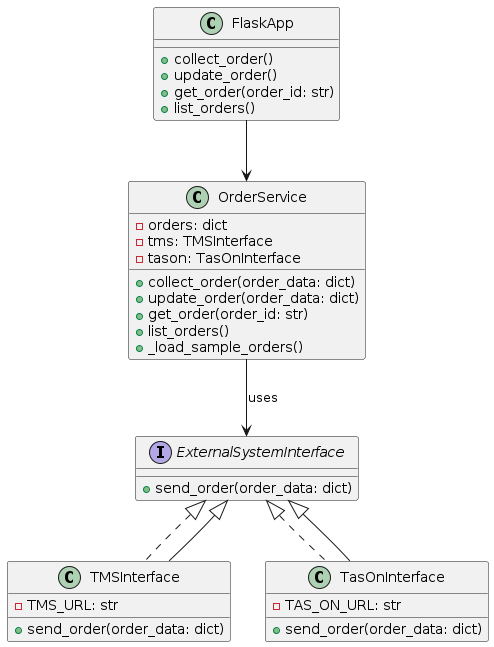 C FlaskApp
collect_order()
update_order()
get_order(order_id: str)
list_orders()
C OrderService
orders: dict
tms: TMSInterface
tason: TasOnInterface
collect_order(order_data: dict)
update_order(order_data: dict)
get_order(order_id: str)
list_orders()
_load_sample_orders()
uses
I ExternalSystemInterface
send_order(order_data: dict)
C TMSInterface
TMS_URL: str
send_order(order_data: dict)
C TasOnInterface
TAS_ON_URL: str
send_order(order_data: dict)